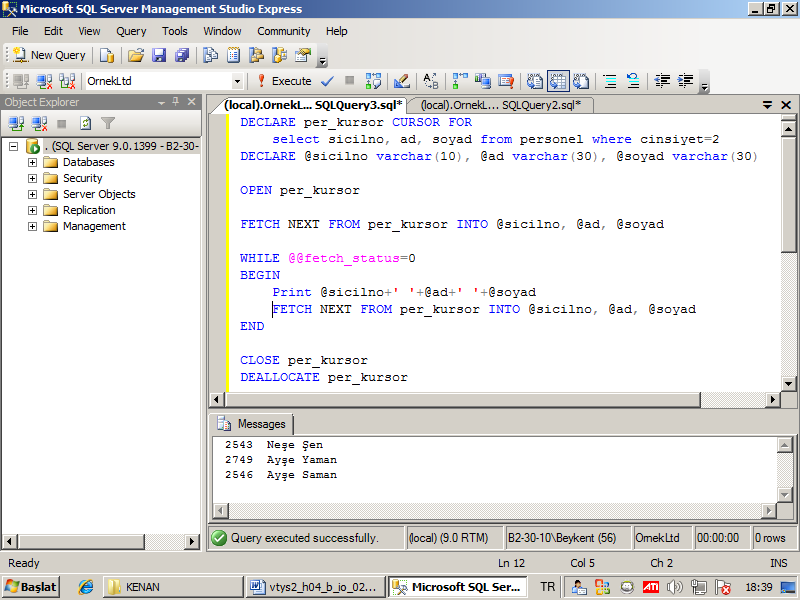 Microsoft SQL Server Management Studio Express
File Edit View Query Tools Window Community Help
New Query
OrnekLtd Execute
Object Explorer
(local).OrnekL... SQLQuery3.sql* (local).OrnekL... SQLQuery2.sql*
. (SQL Server 9.0.1399 - B2-30-
Databases
Security
Server Objects
Replication
Management
DECLARE per_kursor CURSOR FOR
select sicilno, ad, soyad from personel where cinsiyet=2
DECLARE @sicilno varchar(10), @ad varchar(30), @soyad varchar(30)
OPEN per_kursor
FETCH NEXT FROM per_kursor INTO @sicilno, @ad, @soyad
WHILE @@fetch_status=0
BEGIN
Print @sicilno+' '+@ad+' '+@soyad
FETCH NEXT FROM per_kursor INTO @sicilno, @ad, @soyad
END
CLOSE per_kursor
DEALLOCATE per_kursor
Messages
2543 Neşe Şen
2749 Ayşe Yaman
2546 Ayşe Saman
Query executed successfully. (local) (9.0 RTM) B2-30-10\Beykent (56) OrnekLtd 00:00:00 0 rows
Ready Ln 12 Col 5 Ch 2 INS
Başlat KENAN vtys2_h04_b_io_02... Microsoft SQL Ser... TR ATI 18:39